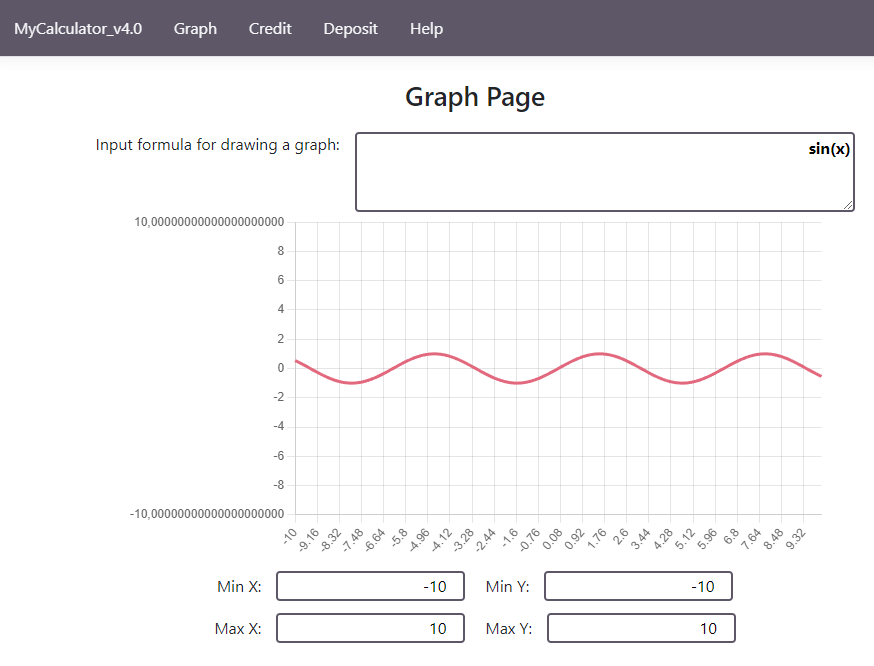 MyCalculator_v4.0 Graph Credit Deposit Help
Graph Page
Input formula for drawing a graph:
sin(x)
10,00000000000000000000
8
6
4
2
0
-2
-4
-6
-8
-10,00000000000000000000
-10 -9.16 -8.32 -7.48 -6.64 -5.8 -4.96 -4.12 -3.28 -2.44 -1.6 -0.76 0.08 0.92 1.76 2.6 3.44 4.28 5.12 5.96 6.8 7.64 8.48 9.32
Min X: -10 Min Y: -10
Max X: 10 Max Y: 10